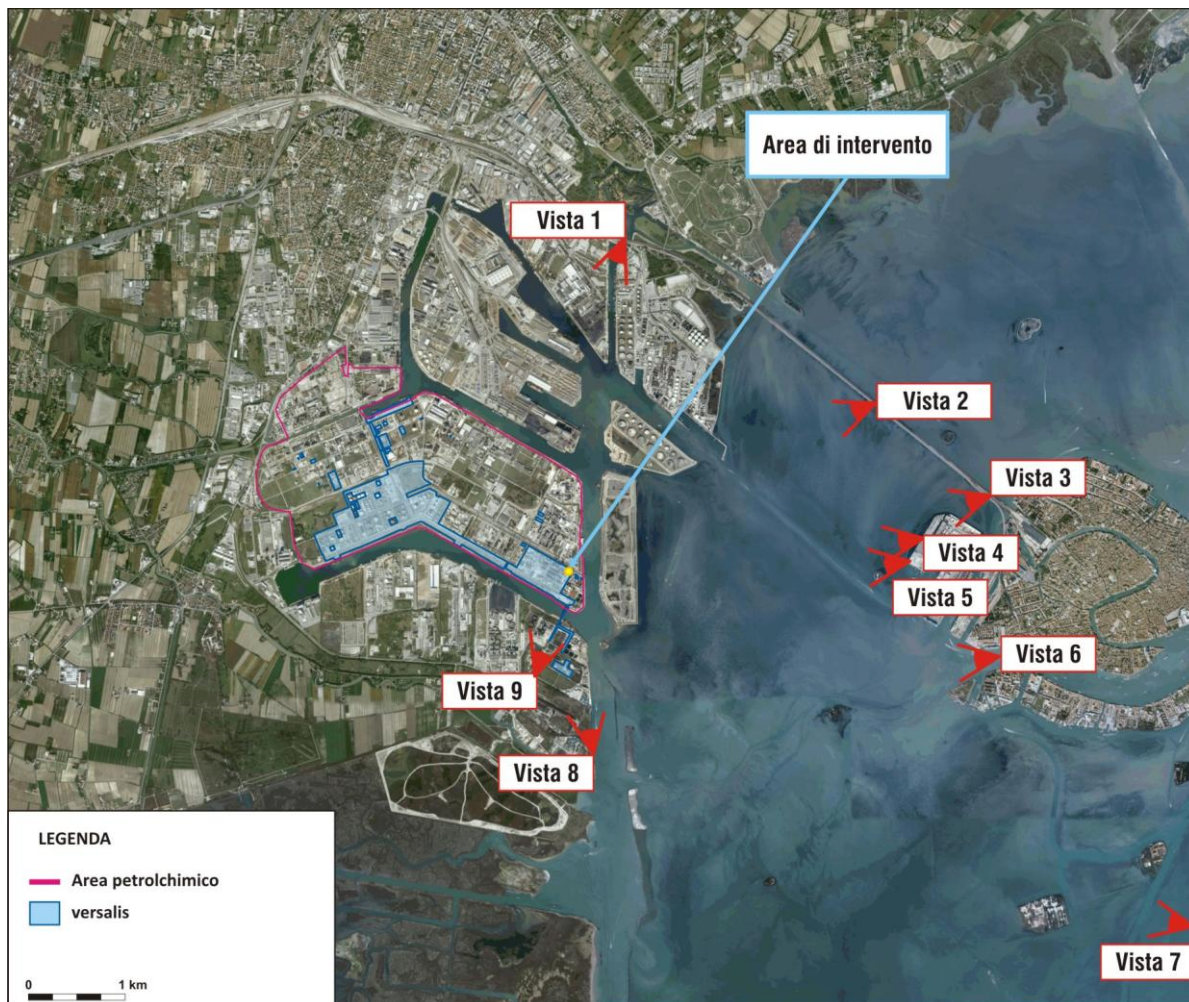 Area di intervento
Vista 1
Vista 2
Vista 3
Vista 4
Vista 5
Vista 6
Vista 9
Vista 8
Vista 7
LEGENDA
Area petrolchimico
versalis
0 1 km